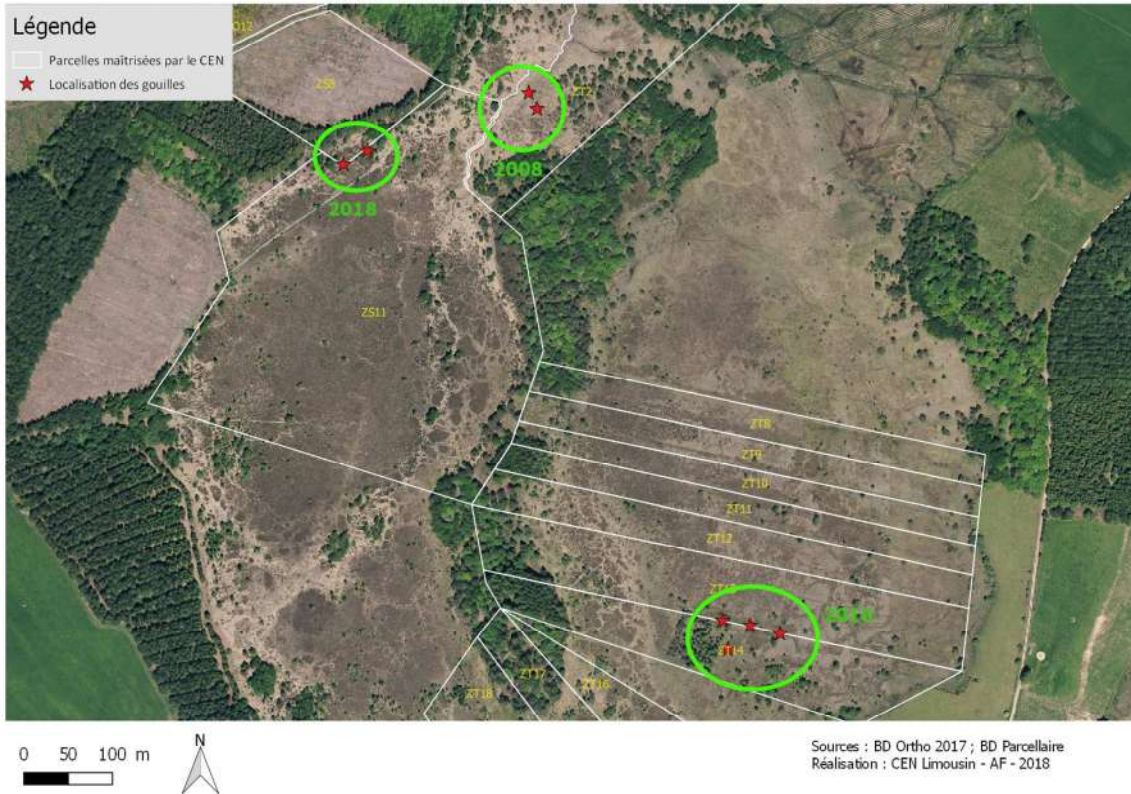 Légende
Parcelles maîtrisées par le CEN
Localisation des gouilles
ZS8
ZT2
2008
2018
ZS11
ZT8
ZT9
ZT10
ZT11
ZT12
2010
ZT14
ZT17
ZT16
ZT18
0 50 100 m
N
Sources : BD Ortho 2017 ; BD Parcellaire
Réalisation : CEN Limousin - AF - 2018